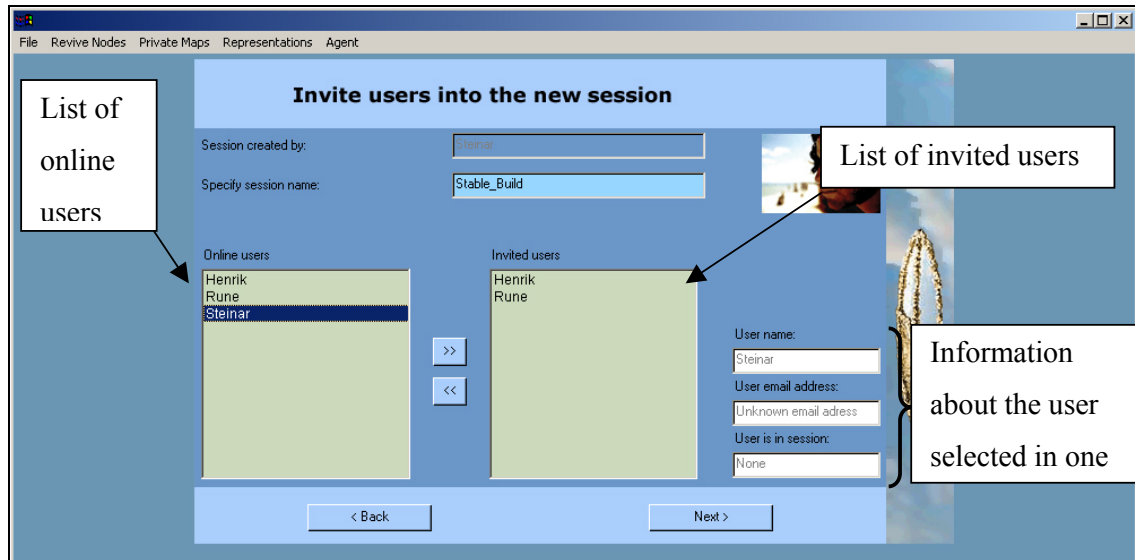 File Revive Nodes Private Maps Representations Agent
Invite users into the new session
List of
online
users
Session created by:
Steinar
Specify session name:
Stable_Build
List of invited users
Online users
Henrik
Rune
Steinar
>>
<<
Invited users
Henrik
Rune
User name:
Steinar
User email address:
Unknown email adress
User is in session:
None
Information
about the user
selected in one
< Back
Next >